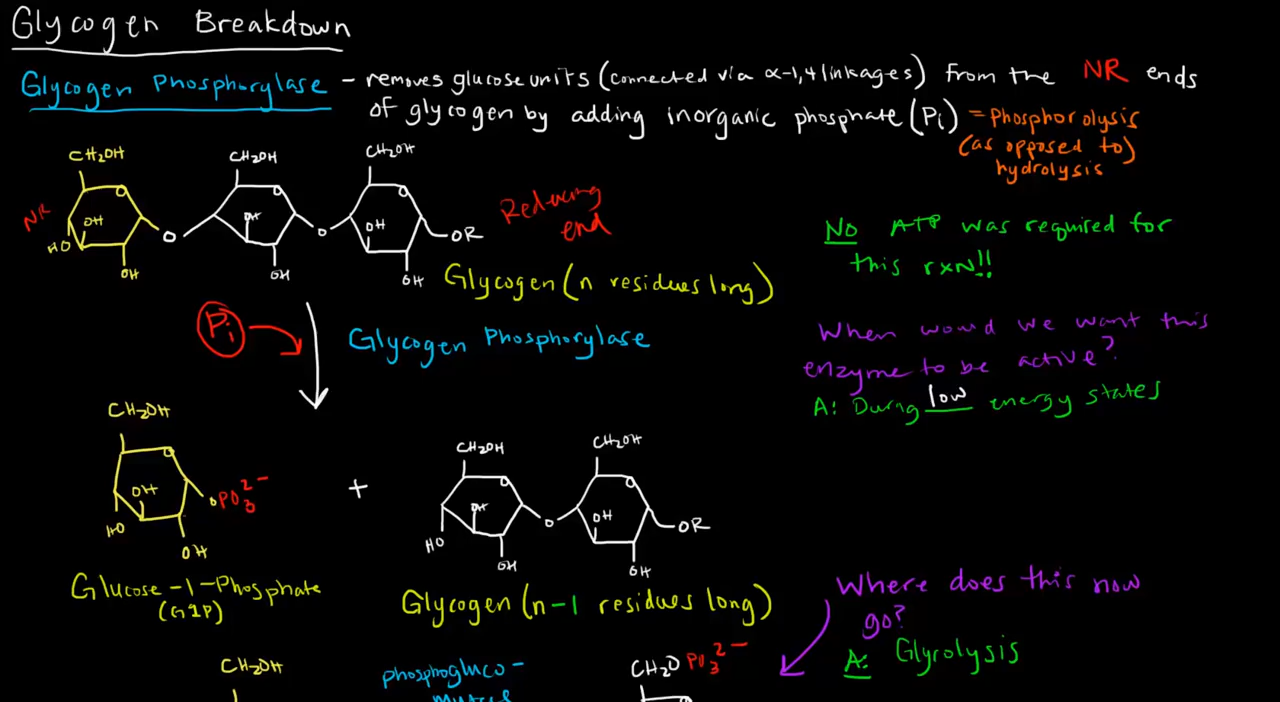 Glycogen Breakdown
Glycogen Phosphorylase - removes glucose units (connected via α-1,4 linkages) from the NR ends
of glycogen by adding inorganic phosphate (Pi) = Phosphorolysis
(as opposed to)
hydrolysis
CH2OH CH2OH CH2OH
O O O
NR OH OH OH
HO O O OR
OH OH OH
Reducing
end
Glycogen (n residues long)
No ATP was required for
this rxN!!
Pi
Glycogen Phosphorylase
When would we want this
enzyme to be active?
A: During low energy states
CH2OH
O
OH OPO3 2-
HO
OH
+
CH2OH CH2OH
O O
OH OH
HO O OR
OH OH
Glucose-1-Phosphate
(G1P)
Glycogen (n-1 residues long)
Where does this now
go?
A: Glyrolysis
CH2OH
phosphogluco-
mutase
CH2O PO3 2-
O